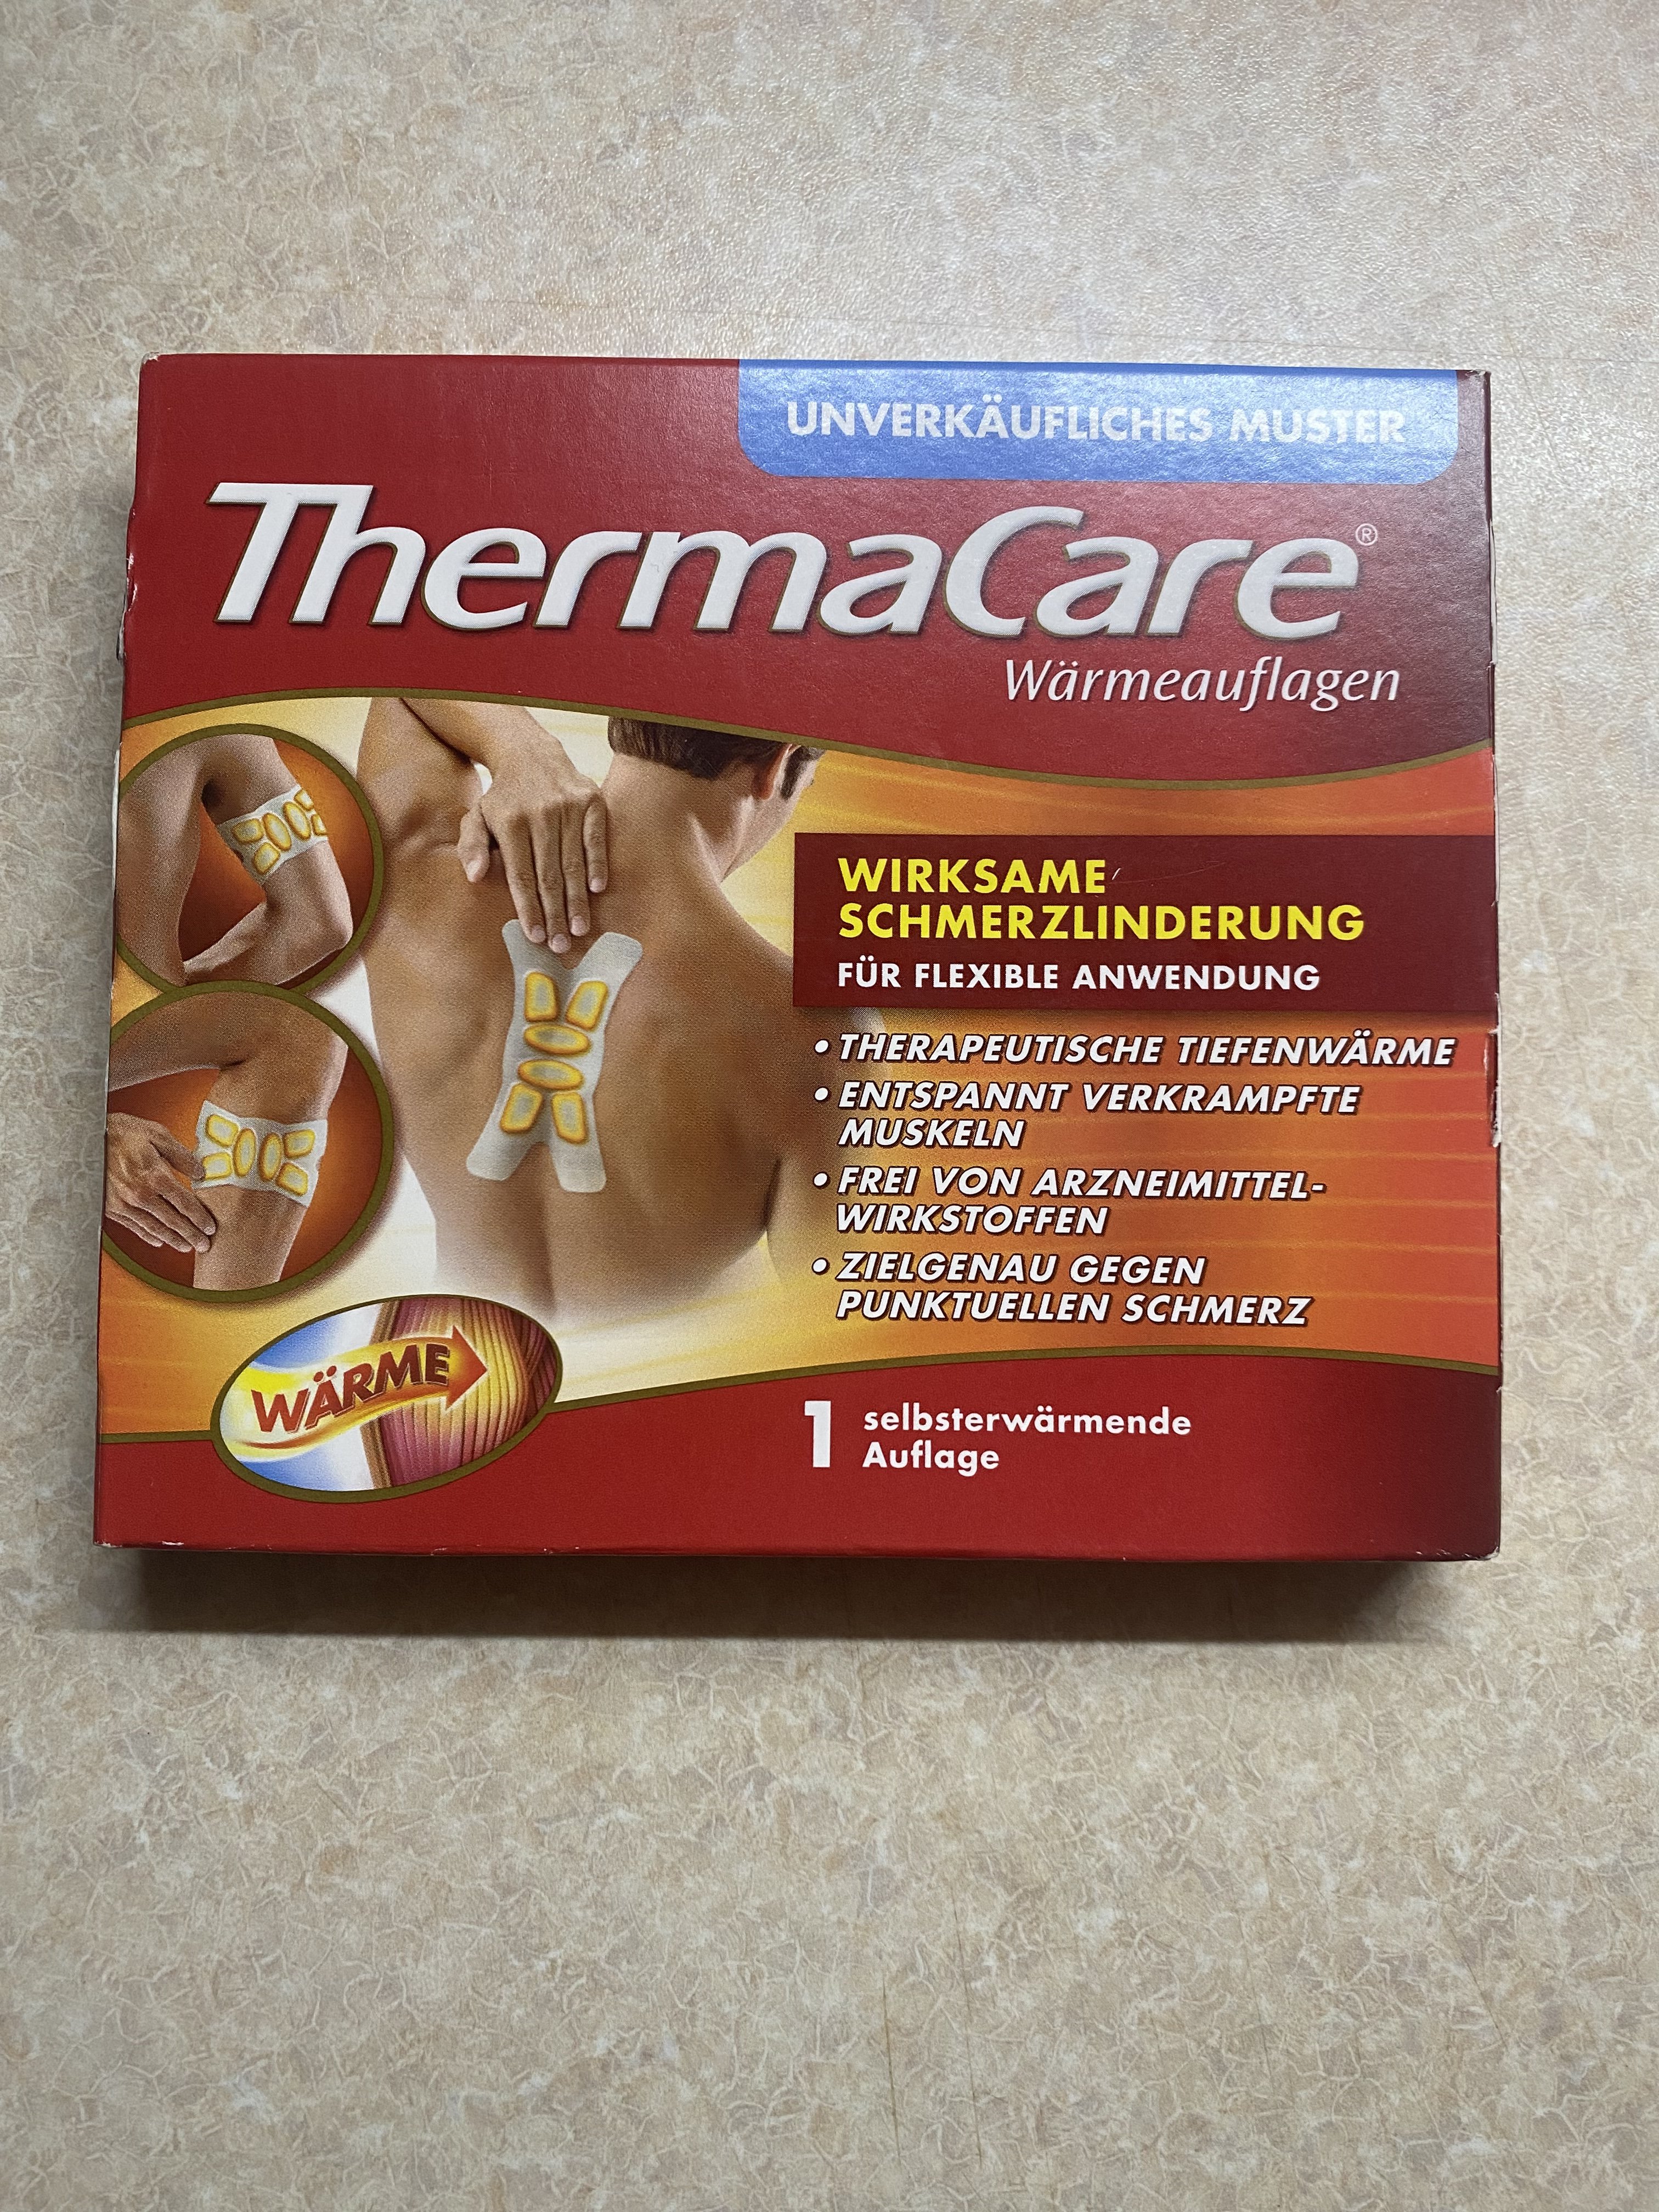 UNVERKÄUFLICHES MUSTER
ThermaCare®
Wärmeauflagen
WIRKSAME
SCHMERZLINDERUNG
FÜR FLEXIBLE ANWENDUNG
• THERAPEUTISCHE TIEFENWÄRME
• ENTSPANNT VERKRAMPFTE
MUSKELN
• FREI VON ARZNEIMITTEL-
WIRKSTOFFEN
• ZIELGENAU GEGEN
PUNKTUELLEN SCHMERZ
WÄRME
1 selbsterwärmende
Auflage